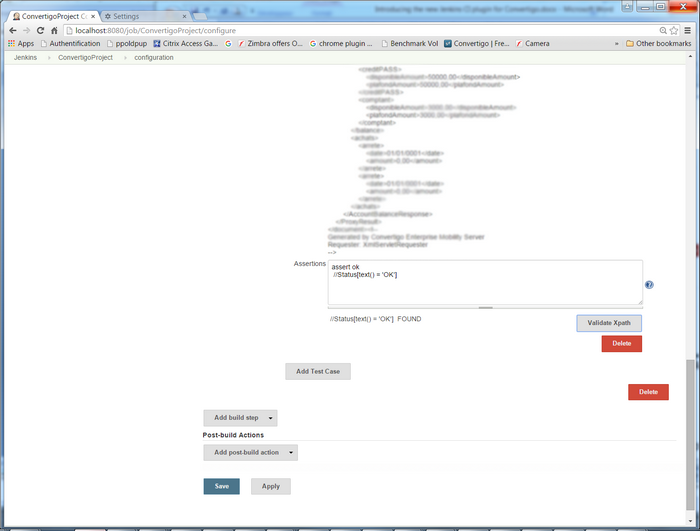 Introducing the new Jenkins CI plugin for Convertigo.docx - Microsoft Word
ConvertigoProject C
Settings
localhost:8080/job/ConvertigoProject/configure
Apps Authentification ppoldpup Citrix Access Ga... Zimbra offers O... chrome plugin ... Benchmark Vol Convertigo | Fre... Camera » Other bookmarks
Jenkins › ConvertigoProject › configuration
<creditPASS>
<disponibleAmount>50000.00</disponibleAmount>
<plafondAmount>50000.00</plafondAmount>
</creditPASS>
<comptant>
<disponibleAmount>3000.00</disponibleAmount>
<plafondAmount>3000.00</plafondAmount>
</comptant>
</balance>
<achats>
<arrete>
<date>01/01/0001</date>
<amount>0.00</amount>
</arrete>
<arrete>
<date>01/01/0001</date>
<amount>0.00</amount>
</arrete>
</achats>
</AccountBalanceResponse>
</ProxyResult>
</document><!--
Generated by Convertigo Enterprise Mobility Server
Requester: XmlServletRequester
-->
Assertions
assert ok
//Status[text() = 'OK']
//Status[text() = 'OK'] FOUND
Validate Xpath
Delete
Add Test Case
Delete
Add build step
Post-build Actions
Add post-build action
Save Apply